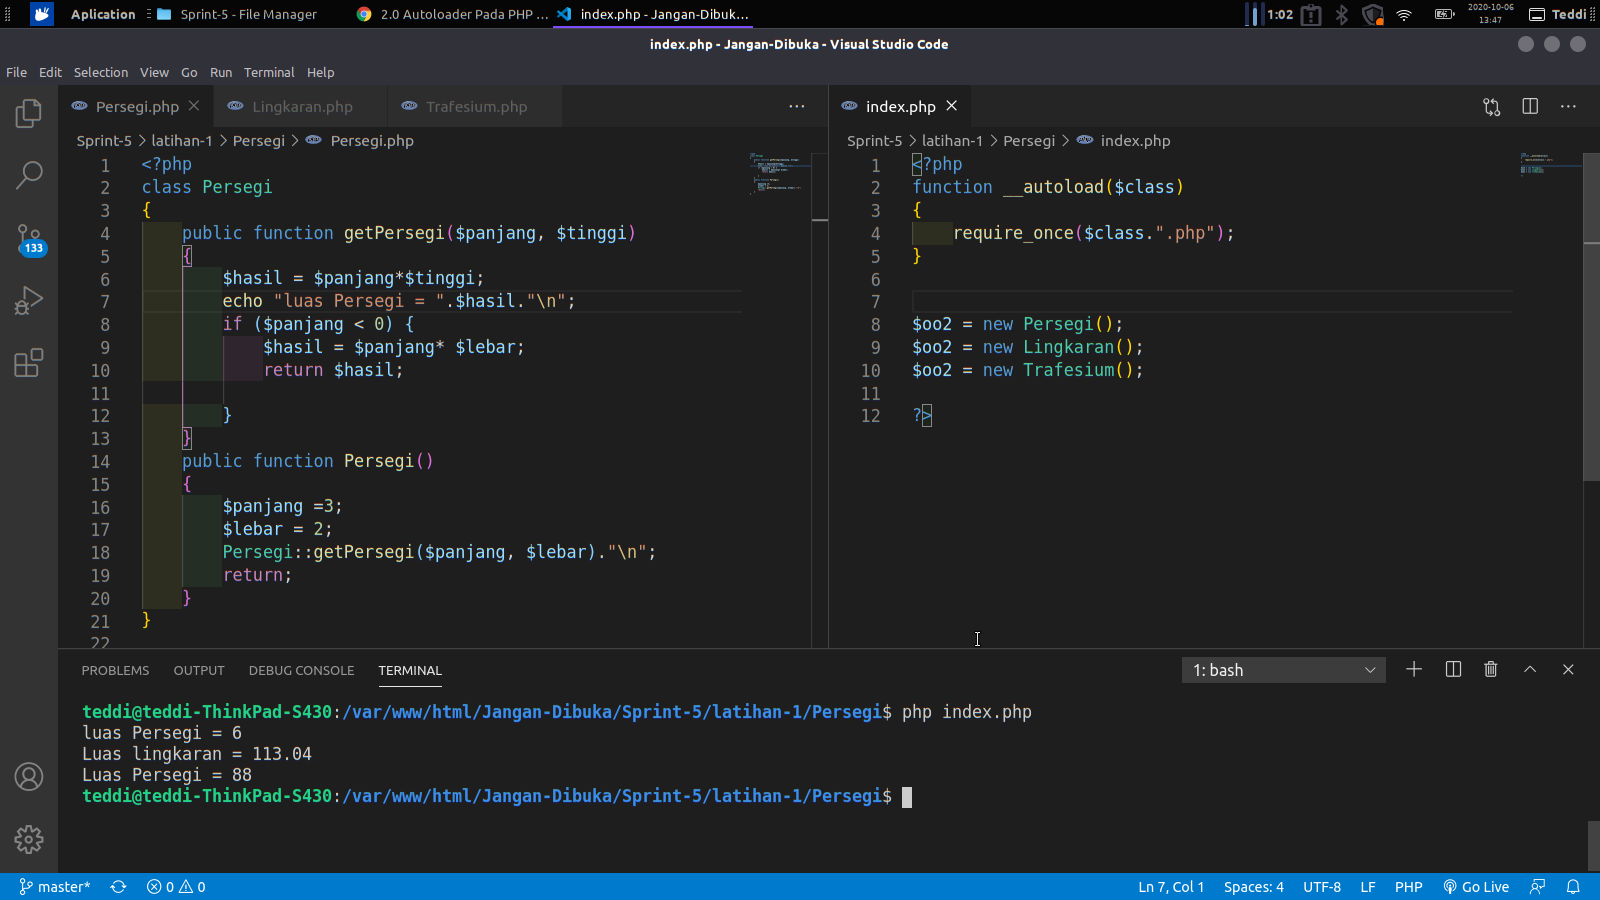 Application
Sprint-5 - File Manager
2.0 Autoloader Pada PHP ...
index.php - Jangan-Dibuk...
1:02
2020-10-06
13:47
Teddi
index.php - Jangan-Dibuka - Visual Studio Code
File Edit Selection View Go Run Terminal Help
Persegi.php
Lingkaran.php
Trafesium.php
index.php
Sprint-5 > latihan-1 > Persegi > Persegi.php
1 <?php
2 class Persegi
3 {
4     public function getPersegi($panjang, $tinggi)
5     {
6         $hasil = $panjang*$tinggi;
7         echo "luas Persegi = ".$hasil."\n";
8         if ($panjang < 0) {
9             $hasil = $panjang* $lebar;
10             return $hasil;
11
12         }
13     }
14     public function Persegi()
15     {
16         $panjang =3;
17         $lebar = 2;
18         Persegi::getPersegi($panjang, $lebar)."\n";
19         return;
20     }
21 }
22
Sprint-5 > latihan-1 > Persegi > index.php
1 <?php
2 function __autoload($class)
3 {
4     require_once($class.".php");
5 }
6
7
8 $oo2 = new Persegi();
9 $oo2 = new Lingkaran();
10 $oo2 = new Trafesium();
11
12 ?>
133
PROBLEMS OUTPUT DEBUG CONSOLE TERMINAL
1: bash
teddi@teddi-ThinkPad-S430:/var/www/html/Jangan-Dibuka/Sprint-5/latihan-1/Persegi$ php index.php
luas Persegi = 6
Luas lingkaran = 113.04
Luas Persegi = 88
teddi@teddi-ThinkPad-S430:/var/www/html/Jangan-Dibuka/Sprint-5/latihan-1/Persegi$
master* 0 0
Ln 7, Col 1 Spaces: 4 UTF-8 LF PHP Go Live